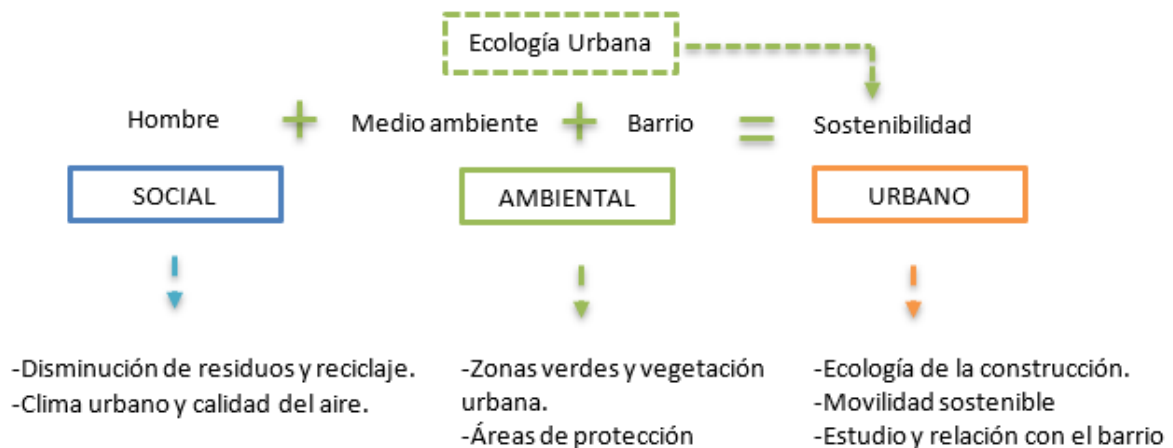 Ecología Urbana
Hombre + Medio ambiente + Barrio = Sostenibilidad
SOCIAL
AMBIENTAL
URBANO
-Disminución de residuos y reciclaje.
-Clima urbano y calidad del aire.
-Zonas verdes y vegetación
urbana.
-Áreas de protección
-Ecología de la construcción.
-Movilidad sostenible
-Estudio y relación con el barrio